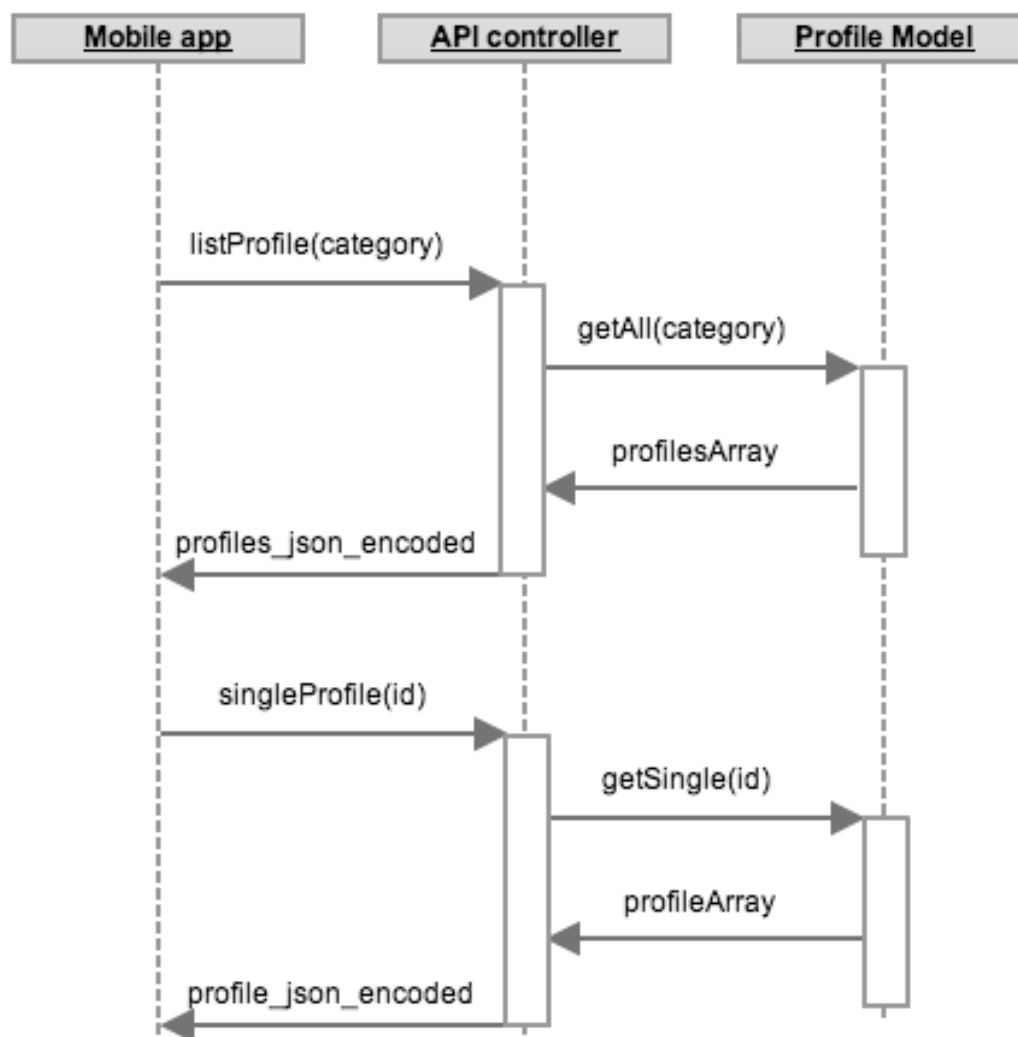 Mobile app
API controller
Profile Model
listProfile(category)
getAll(category)
profilesArray
profiles_json_encoded
singleProfile(id)
getSingle(id)
profileArray
profile_json_encoded